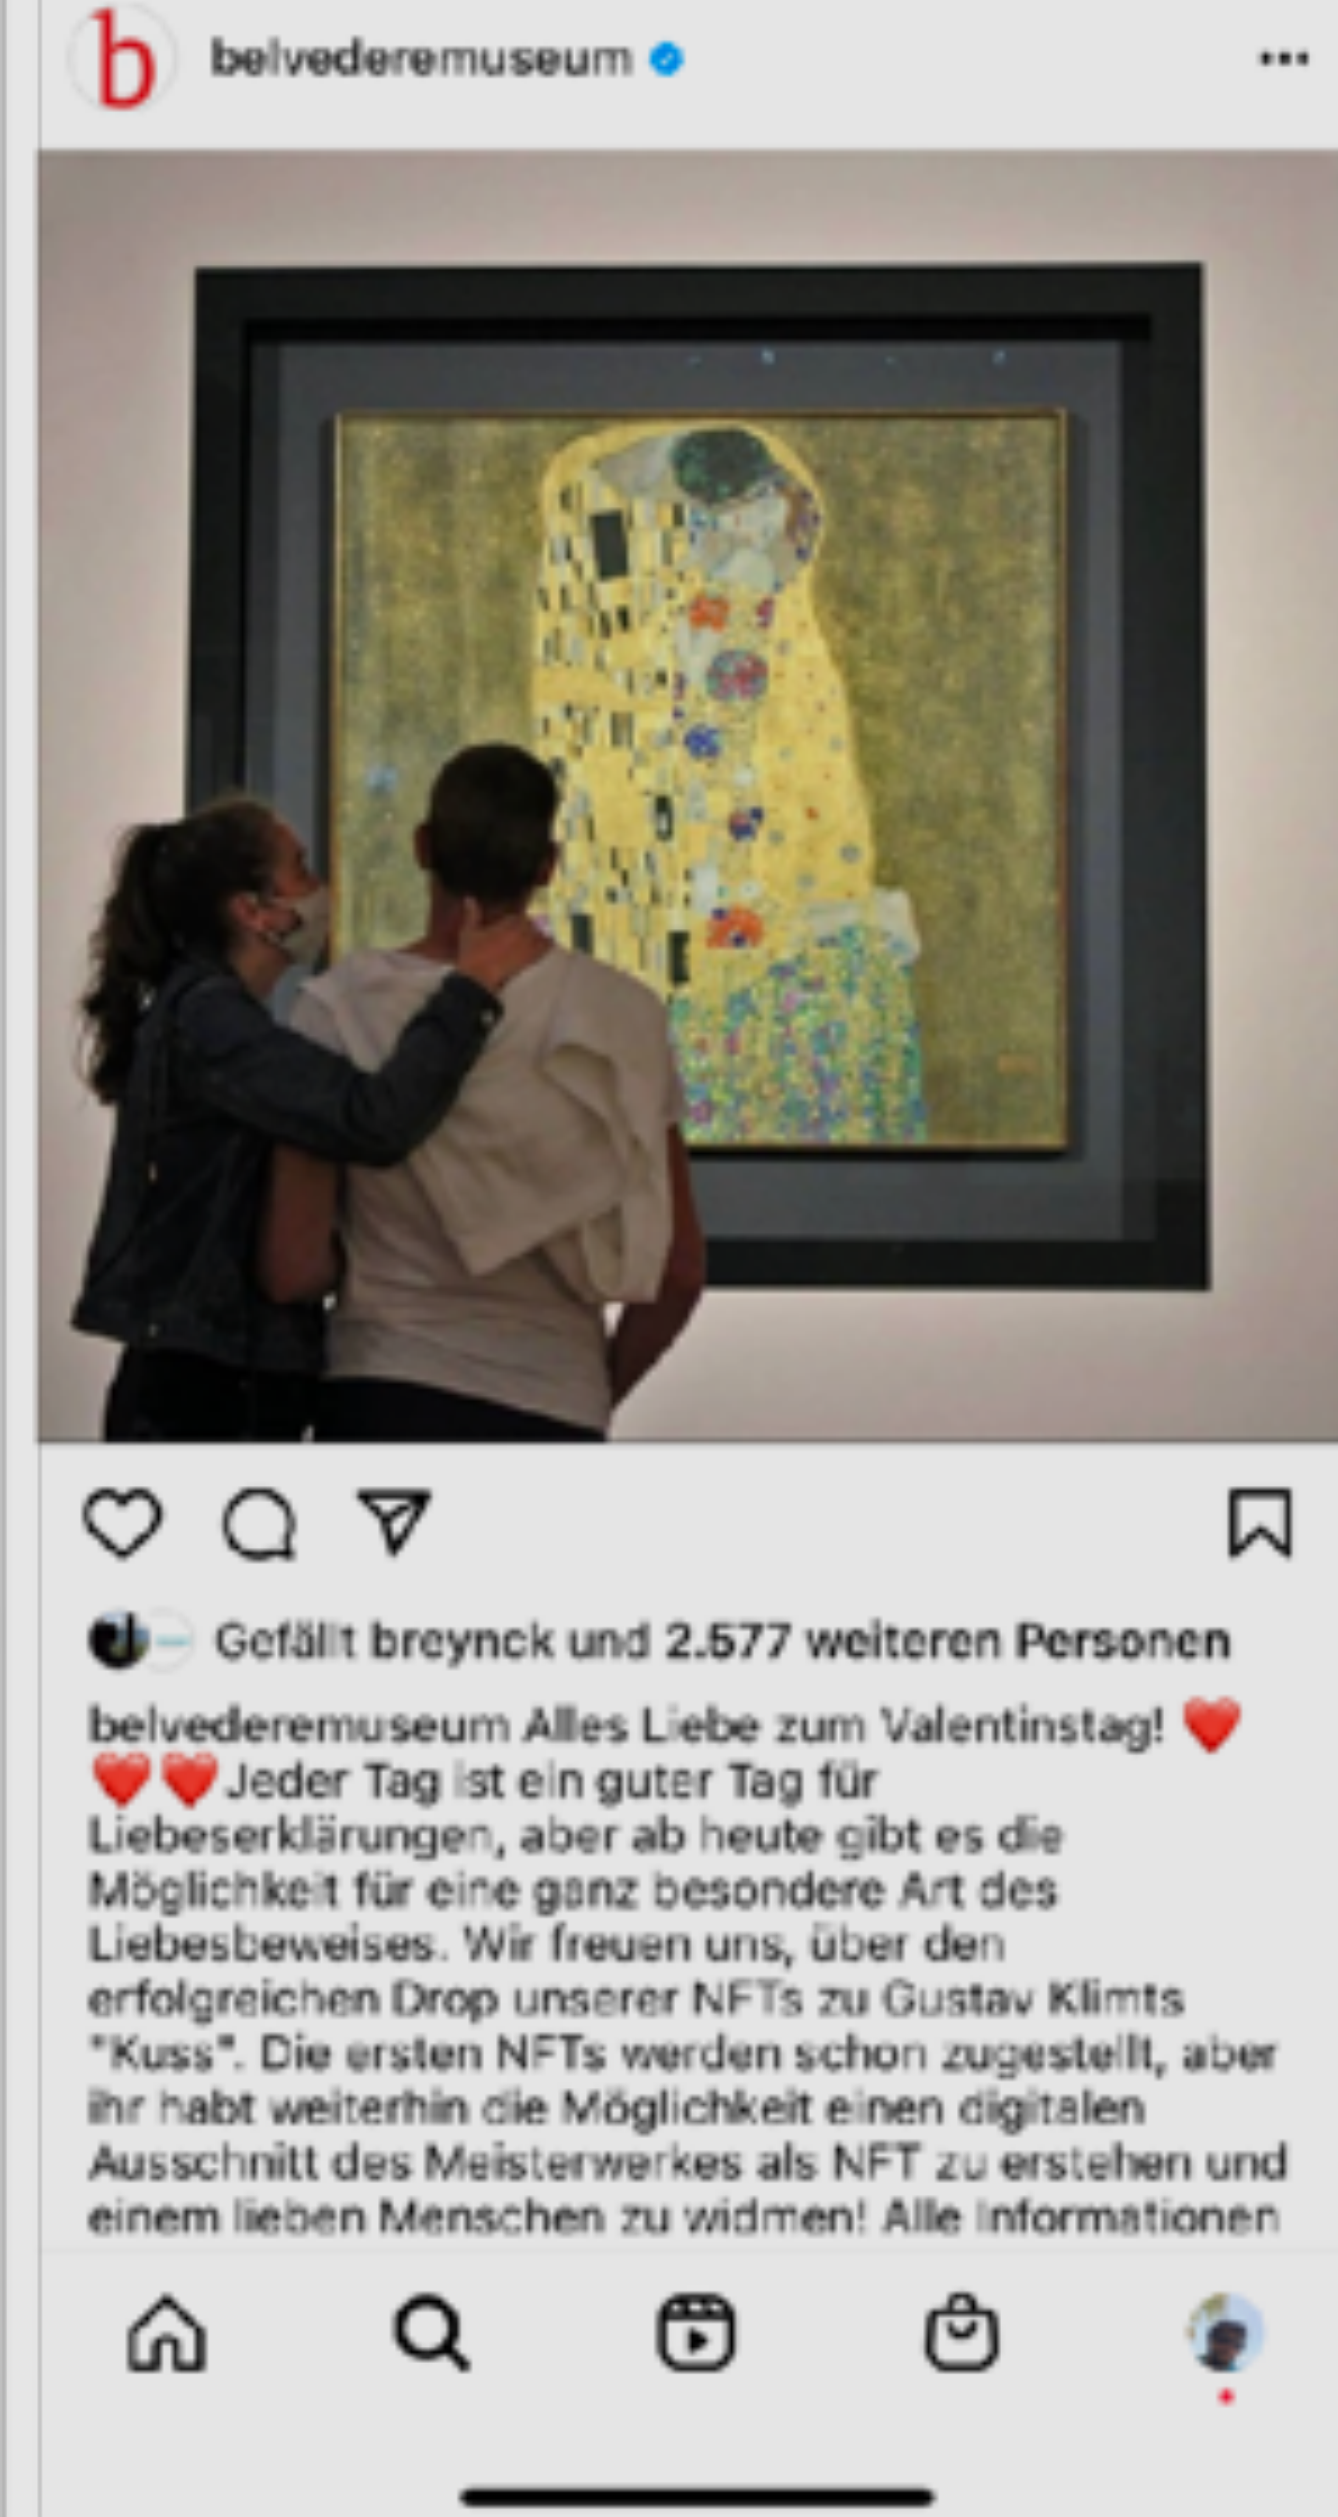 b belvederemuseum
Gefällt breynck und 2.577 weiteren Personen
belvederemuseum Alles Liebe zum Valentinstag! ❤️
❤️❤️Jeder Tag ist ein guter Tag für
Liebeserklärungen, aber ab heute gibt es die
Möglichkeit für eine ganz besondere Art des
Liebesbeweises. Wir freuen uns, über den
erfolgreichen Drop unserer NFTs zu Gustav Klimts
"Kuss". Die ersten NFTs werden schon zugestellt, aber
ihr habt weiterhin die Möglichkeit einen digitalen
Ausschnitt des Meisterwerkes als NFT zu erstehen und
einem lieben Menschen zu widmen! Alle Informationen